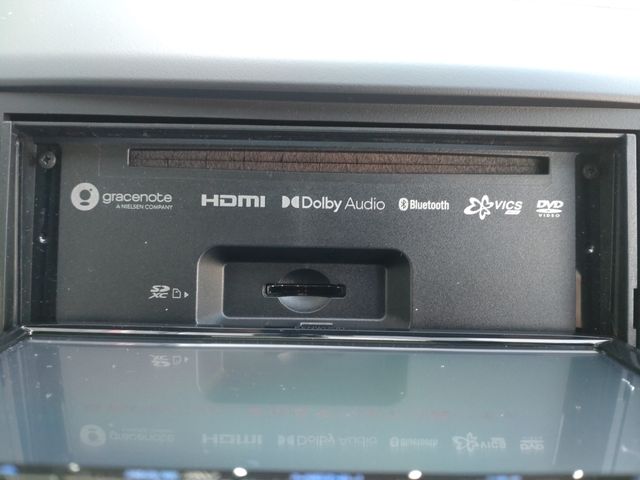 gracenote
A NIELSEN COMPANY
HDMI
Dolby Audio
Bluetooth
VICS
DVD
VIDEO
SD
XC